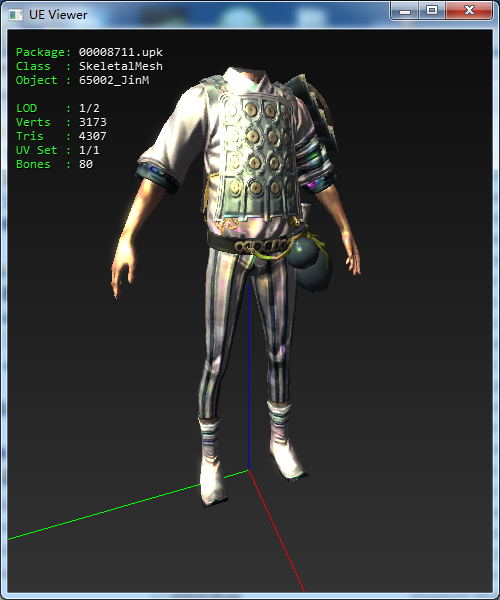 UE Viewer
Package: 00008711.upk
Class : SkeletalMesh
Object : 65002_JinM
LOD : 1/2
Verts : 3173
Tris : 4307
UV Set : 1/1
Bones : 80